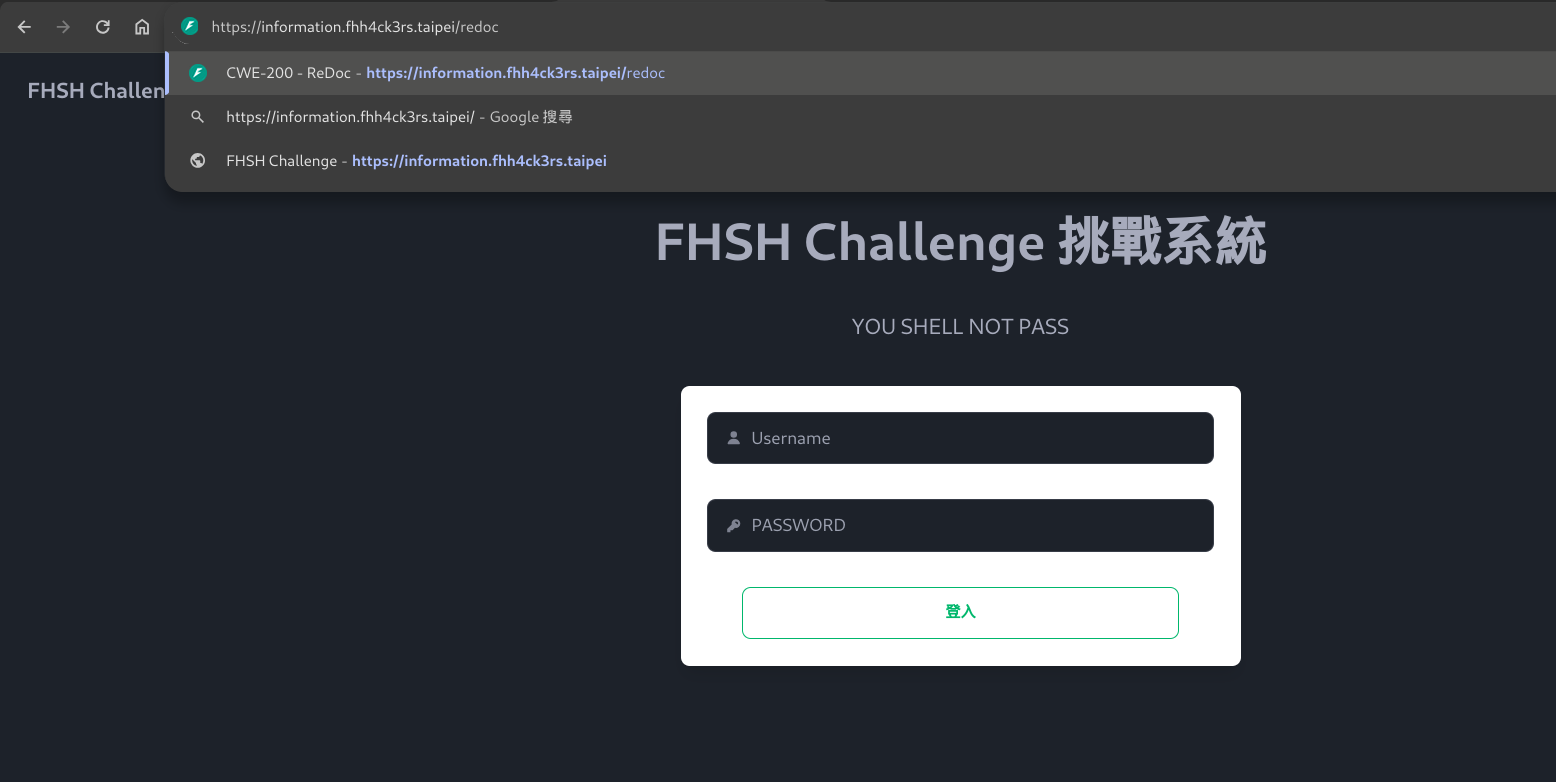 https://information.fhh4ck3rs.taipei/redoc
CWE-200 - ReDoc - https://information.fhh4ck3rs.taipei/redoc
FHSH Challen
https://information.fhh4ck3rs.taipei/ - Google 搜尋
FHSH Challenge - https://information.fhh4ck3rs.taipei
FHSH Challenge 挑戰系統
YOU SHELL NOT PASS
Username
PASSWORD
登入